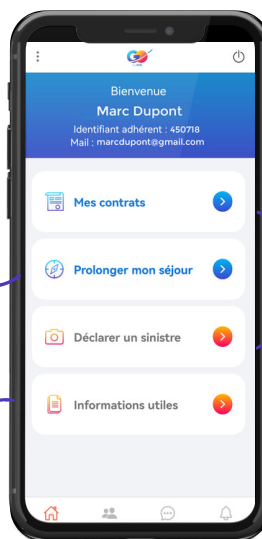 Bienvenue
Marc Dupont
Identifiant adhérent : 450718
Mail : marcdupont@gmail.com
Mes contrats
Prolonger mon séjour
Déclarer un sinistre
Informations utiles